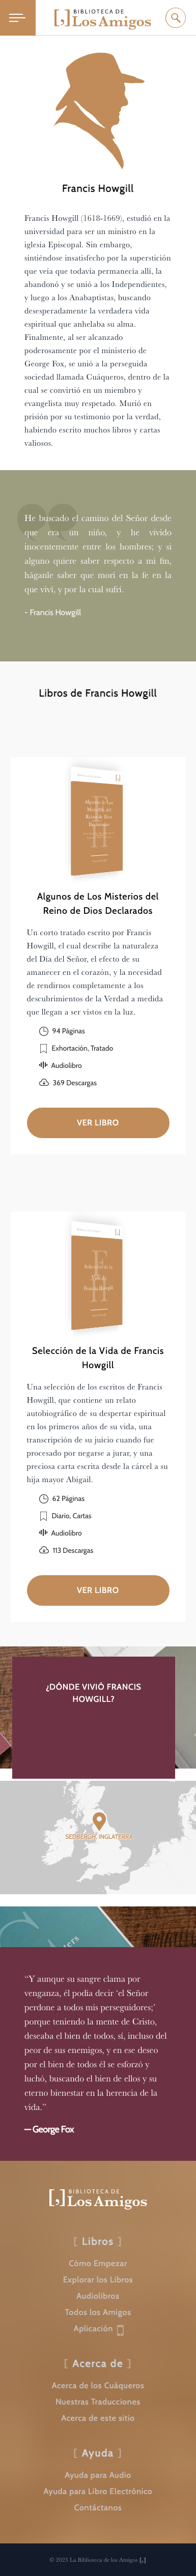 BIBLIOTECA DE
[,] Los Amigos
Francis Howgill
Francis Howgill (1618-1669), estudió en la
universidad para ser un ministro en la
iglesia Episcopal. Sin embargo,
sintiéndose insatisfecho por la superstición
que veía que todavía permanecía allí, la
abandonó y se unió a los Independientes,
y luego a los Anabaptistas, buscando
desesperadamente la verdadera vida
espiritual que anhelaba su alma.
Finalmente, al ser alcanzado
poderosamente por el ministerio de
George Fox, se unió a la perseguida
sociedad llamada Cuáqueros, dentro de la
cual se convirtió en un miembro y
evangelista muy respetado. Murió en
prisión por su testimonio por la verdad,
habiendo escrito muchos libros y cartas
valiosos.
He buscado el camino del Señor desde
que era un niño, y he vivido
inocentemente entre los hombres; y si
alguno quiere saber respecto a mi fin,
háganle saber que morí en la fe en la
que viví, y por la cual sufrí.
- Francis Howgill
Libros de Francis Howgill
Algunos de Los
Misterios del
Reino de Dios
Declarados
Algunos de Los Misterios del
Reino de Dios Declarados
Un corto tratado escrito por Francis
Howgill, el cual describe la naturaleza
del Día del Señor, el efecto de su
amanecer en el corazón, y la necesidad
de rendirnos completamente a los
descubrimientos de la Verdad a medida
que llegan a ser vistos en la luz.
94 Páginas
Exhortación, Tratado
Audiolibro
369 Descargas
VER LIBRO
Selección de la Vida de Francis
Howgill
Una selección de los escritos de Francis
Howgill, que contiene un relato
autobiográfico de su despertar espiritual
en los primeros años de su vida, una
transcripción de su juicio cuando fue
procesado por negarse a jurar, y una
preciosa carta escrita desde la cárcel a su
hija mayor Abigail.
62 Páginas
Diario, Cartas
Audiolibro
113 Descargas
VER LIBRO
¿DÓNDE VIVIÓ FRANCIS
HOWGILL?
SEDBERGH, INGLATERRA
“Y aunque su sangre clama por
venganza, él podía decir ‘el Señor
perdone a todos mis perseguidores;’
porque teniendo la mente de Cristo,
deseaba el bien de todos, sí, incluso del
peor de sus enemigos, y en ese deseo
por el bien de todos él se esforzó y
luchó, buscando el bien de ellos y su
eterno bienestar en la herencia de la
vida.”
— George Fox
BIBLIOTECA DE
[,] Los Amigos
[ Libros ]
Cómo Empezar
Explorar los Libros
Audiolibros
Todos los Amigos
Aplicación
[ Acerca de ]
Acerca de los Cuáqueros
Nuestras Traducciones
Acerca de este sitio
[ Ayuda ]
Ayuda para Audio
Ayuda para Libro Electrónico
Contáctanos
© 2025 La Biblioteca de los Amigos [,]